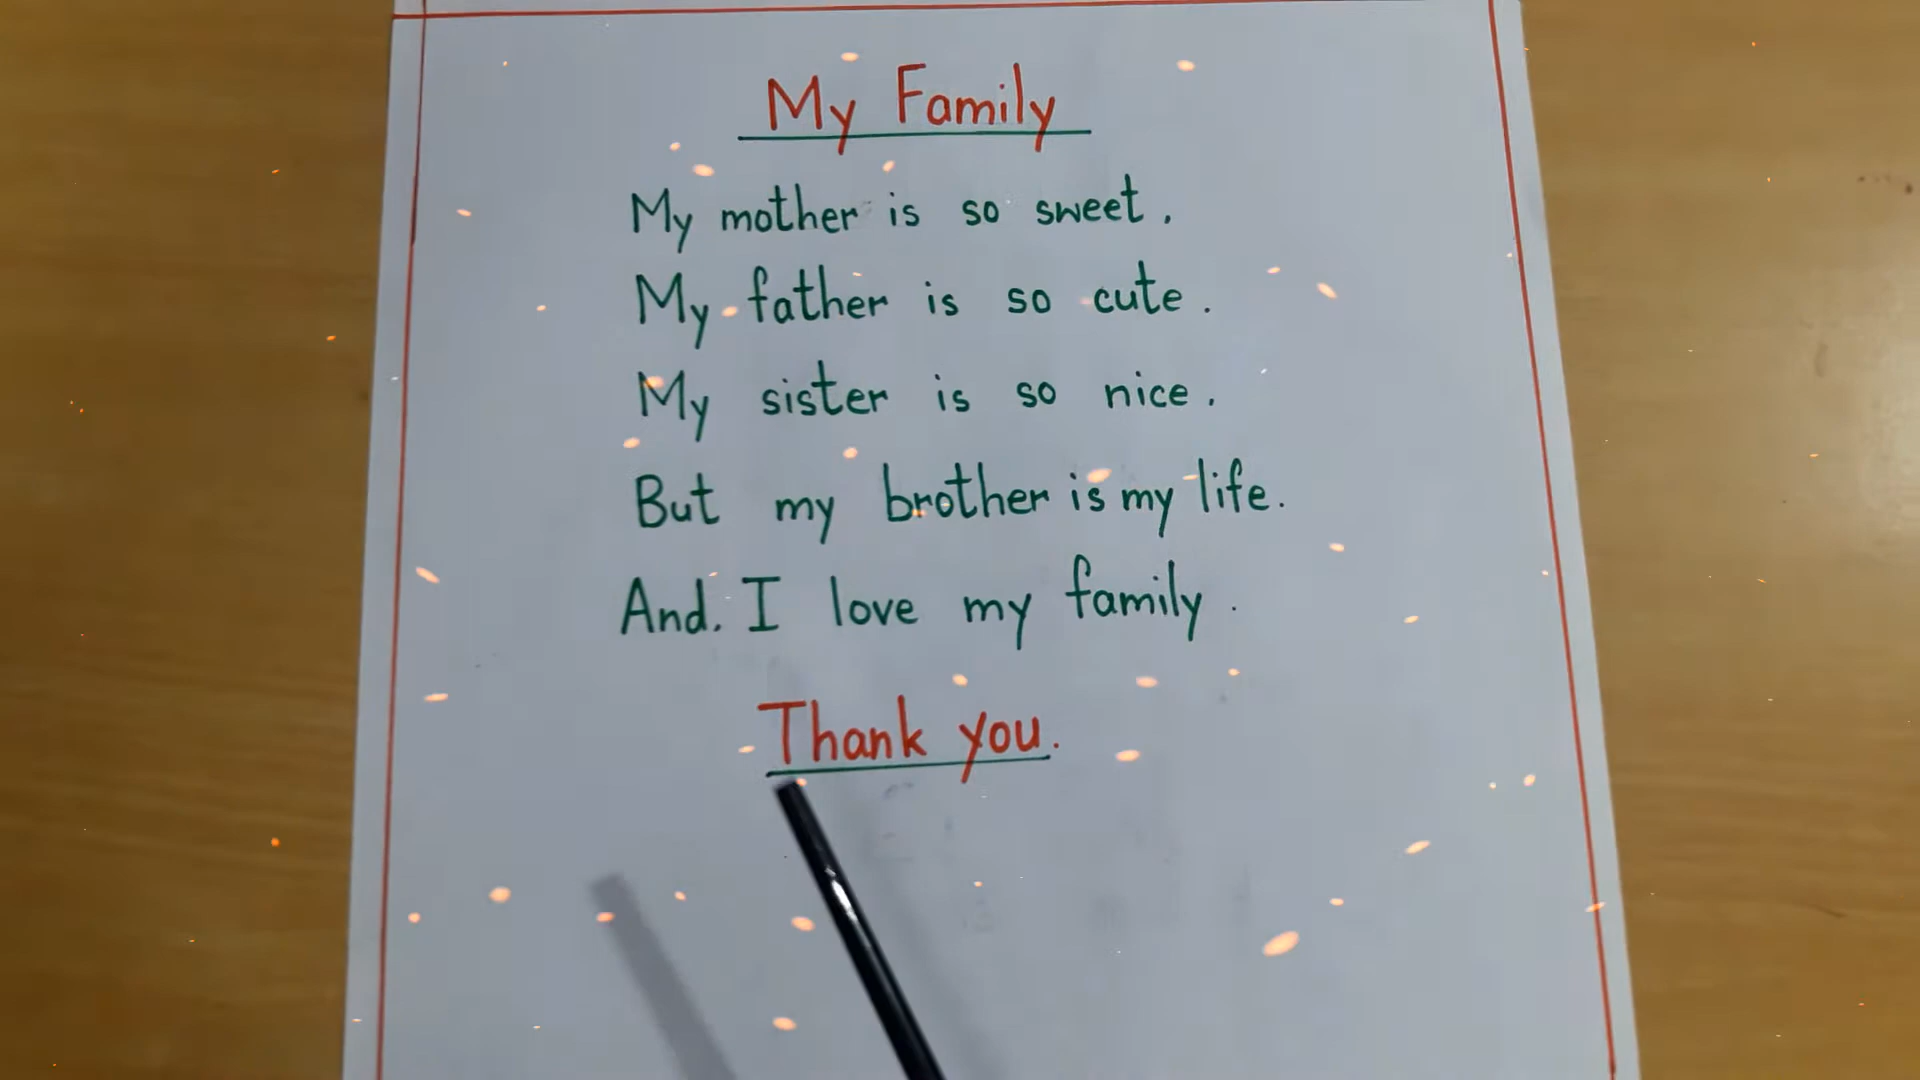 My Family
My mother is so sweet.
My father is so cute.
My sister is so nice.
But my brother is my life.
And. I love my family.
Thank you.